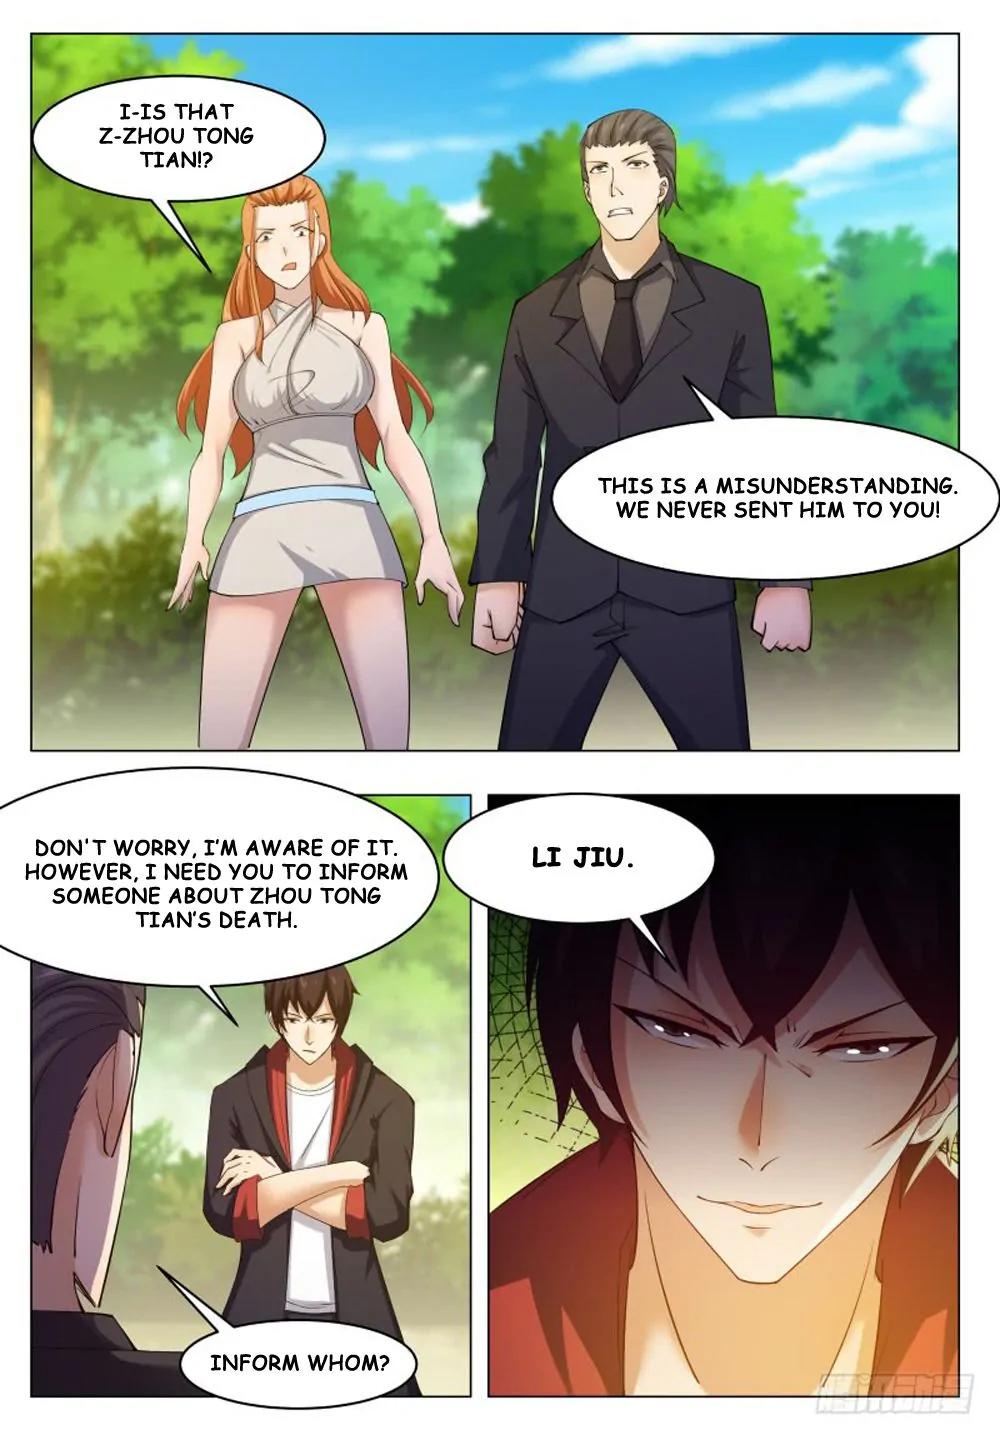 I-IS THAT
Z-ZHOU TONG
TIAN!?
THIS IS A MISUNDERSTANDING.
WE NEVER SENT HIM TO YOU!
DON'T WORRY, I'M AWARE OF IT.
HOWEVER, I NEED YOU TO INFORM
SOMEONE ABOUT ZHOU TONG
TIAN'S DEATH.
INFORM WHOM?
LI JIU.